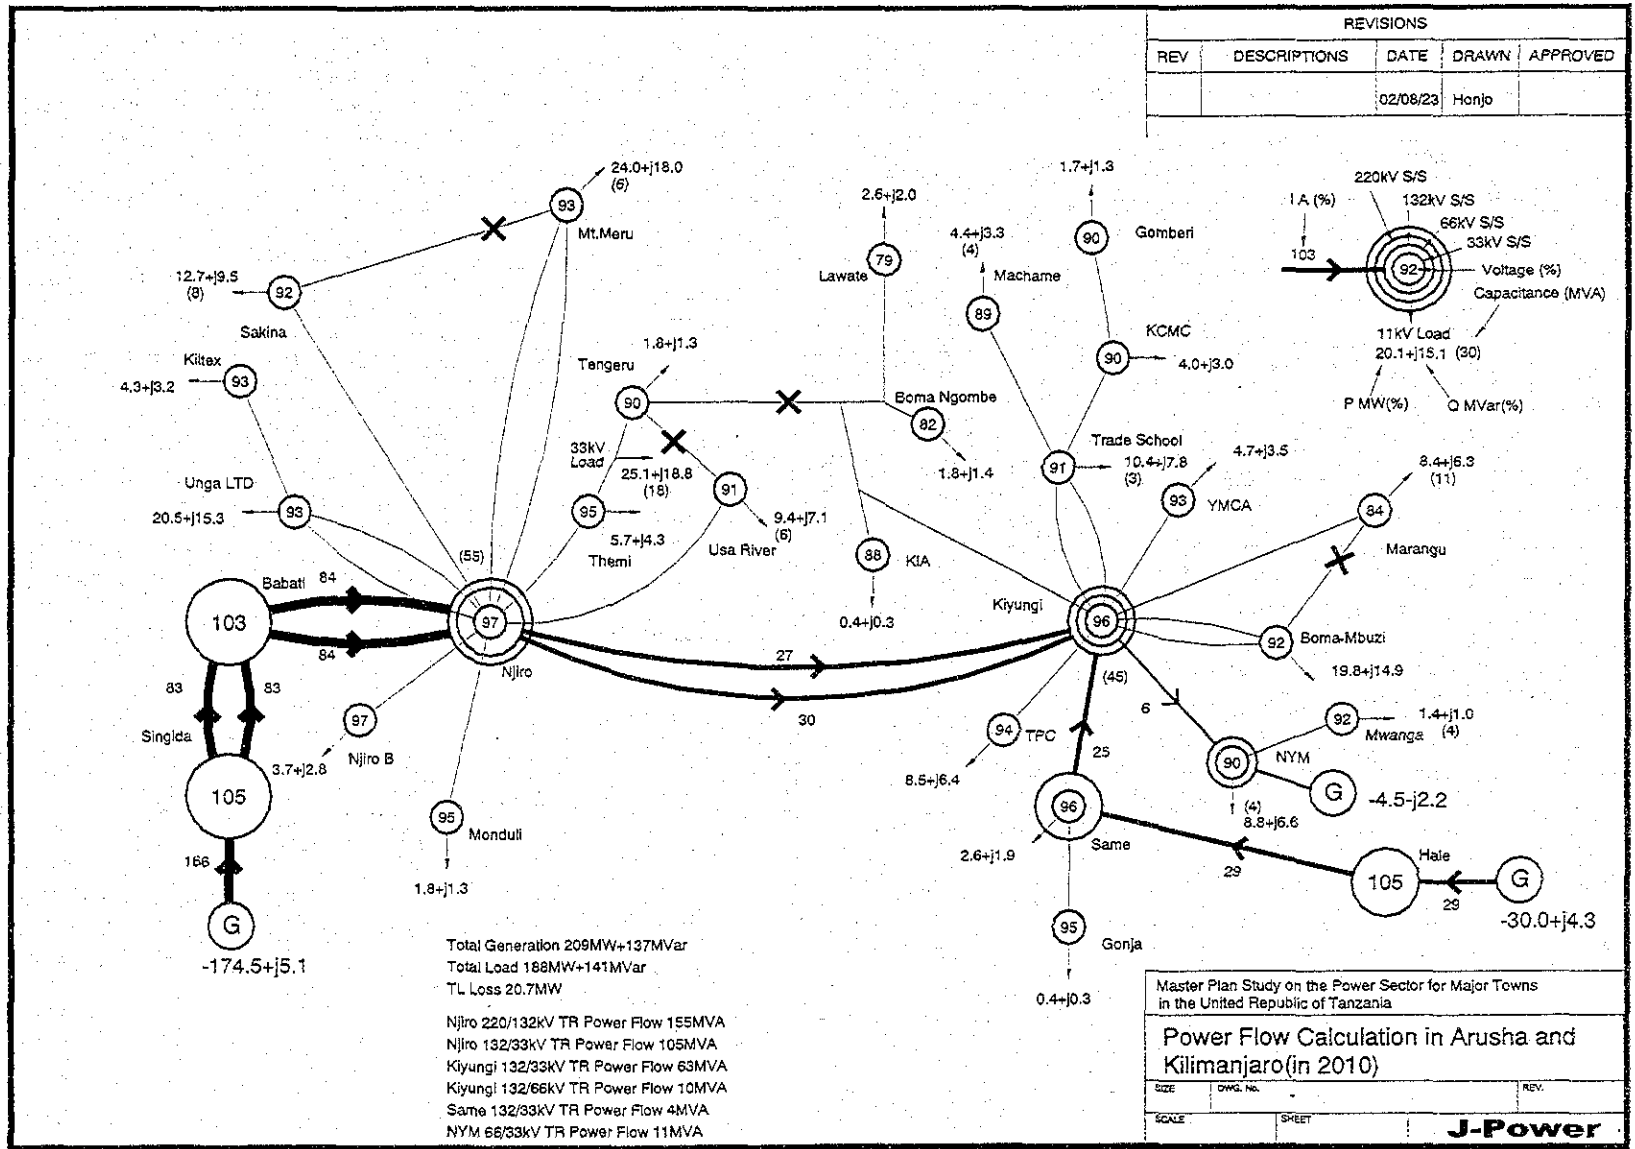 REVISIONS
REV DESCRIPTIONS DATE DRAWN APPROVED
02/08/23 Honjo
24.0+j18.0
(6)
93
Mt.Meru
12.7+j9.5
(8)
92
Sakina
Kiltex
4.3+j3.2
93
Unga LTD
20.5+j15.3
93
1.8+j1.3
Tengeru
90
33kV
Load
25.1+j18.8
(18)
95
5.7+j4.3
Themi
91
9.4+j7.1
(6)
Usa River
2.6+j2.0
79
Lawate
Boma Ngombe
82
1.8+j1.4
88
KIA
0.4+j0.3
4.4+j3.3
(4)
Machame
89
1.7+j1.3
90
Gomberi
KCMC
90
4.0+j3.0
Trade School
91
10.4+j7.8
(3)
4.7+j3.5
93
YMCA
8.4+j6.3
(11)
84
Marangu
220kV S/S
132kV S/S
66kV S/S
33kV S/S
I A (%)
103
92
Voltage (%)
Capacitance (MVA)
11kV Load
20.1+j15.1 (30)
P MW(%)
Q MVar(%)
(55)
97
Njiro
Babati
103
84
84
83
83
Singida
105
166
G
-174.5+j5.1
97
Njiro B
3.7+j2.8
95
Monduli
1.8+j1.3
27
30
Kiyungi
96
(45)
92
Boma-Mbuzi
19.8+j14.9
94
TPC
8.5+j6.4
25
6
90
NYM
(4)
8.8+j6.6
92
Mwanga
1.4+j1.0
(4)
G
-4.5-j2.2
96
Same
2.6+j1.9
29
Hale
105
29
G
-30.0+j4.3
95
Gonja
0.4+j0.3
Total Generation 209MW+137MVar
Total Load 188MW+141MVar
TL Loss 20.7MW
Njiro 220/132kV TR Power Flow 155MVA
Njiro 132/33kV TR Power Flow 105MVA
Kiyungi 132/33kV TR Power Flow 63MVA
Kiyungi 132/66kV TR Power Flow 10MVA
Same 132/33kV TR Power Flow 4MVA
NYM 66/33kV TR Power Flow 11MVA
Master Plan Study on the Power Sector for Major Towns
in the United Republic of Tanzania
Power Flow Calculation in Arusha and
Kilimanjaro(in 2010)
SIZE DWG. No. REV.
SCALE SHEET
J-Power